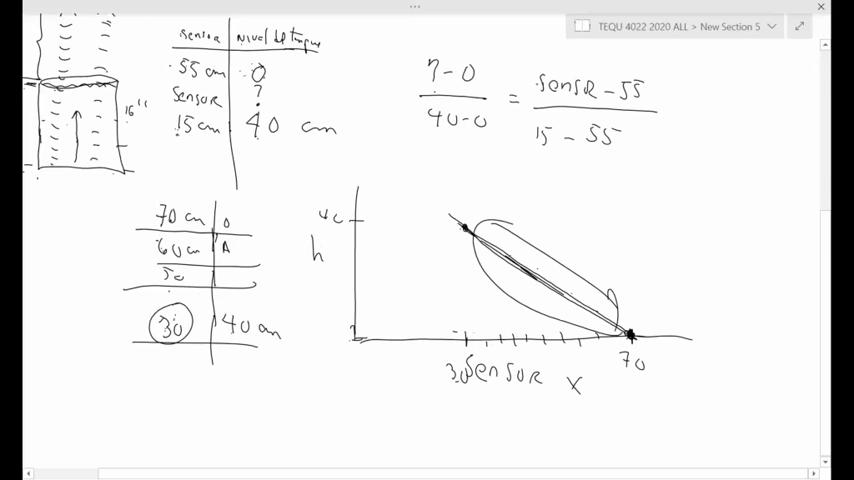 TEQU 4022 2020 ALL > New Section 5
sensor | Nivel del tanque
55 cm | 0
sensor | ?
15 cm | 40 cm
16"
?-0 / 40-0 = sensor - 55 / 15 - 55
70 cm | 0
60 cm | A
50
30 | 40 cm
40
h
30
70
Sensor x